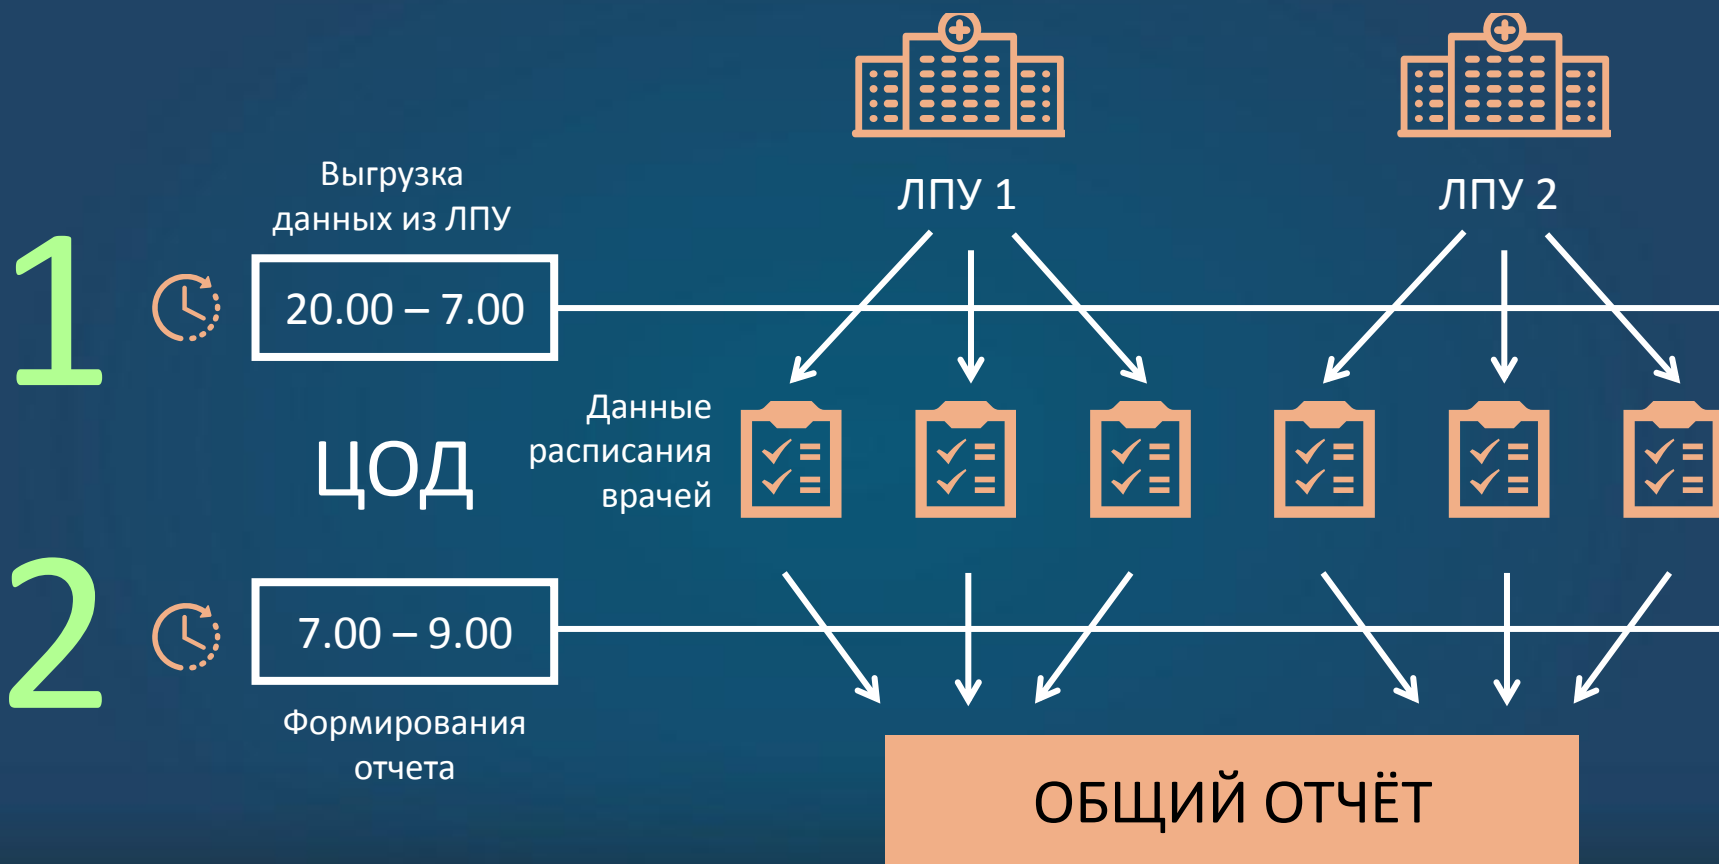 ЛПУ 1
ЛПУ 2
1
Выгрузка
данных из ЛПУ
20.00 – 7.00
ЦОД
Данные
расписания
врачей
2
7.00 – 9.00
Формирования
отчета
ОБЩИЙ ОТЧЁТ